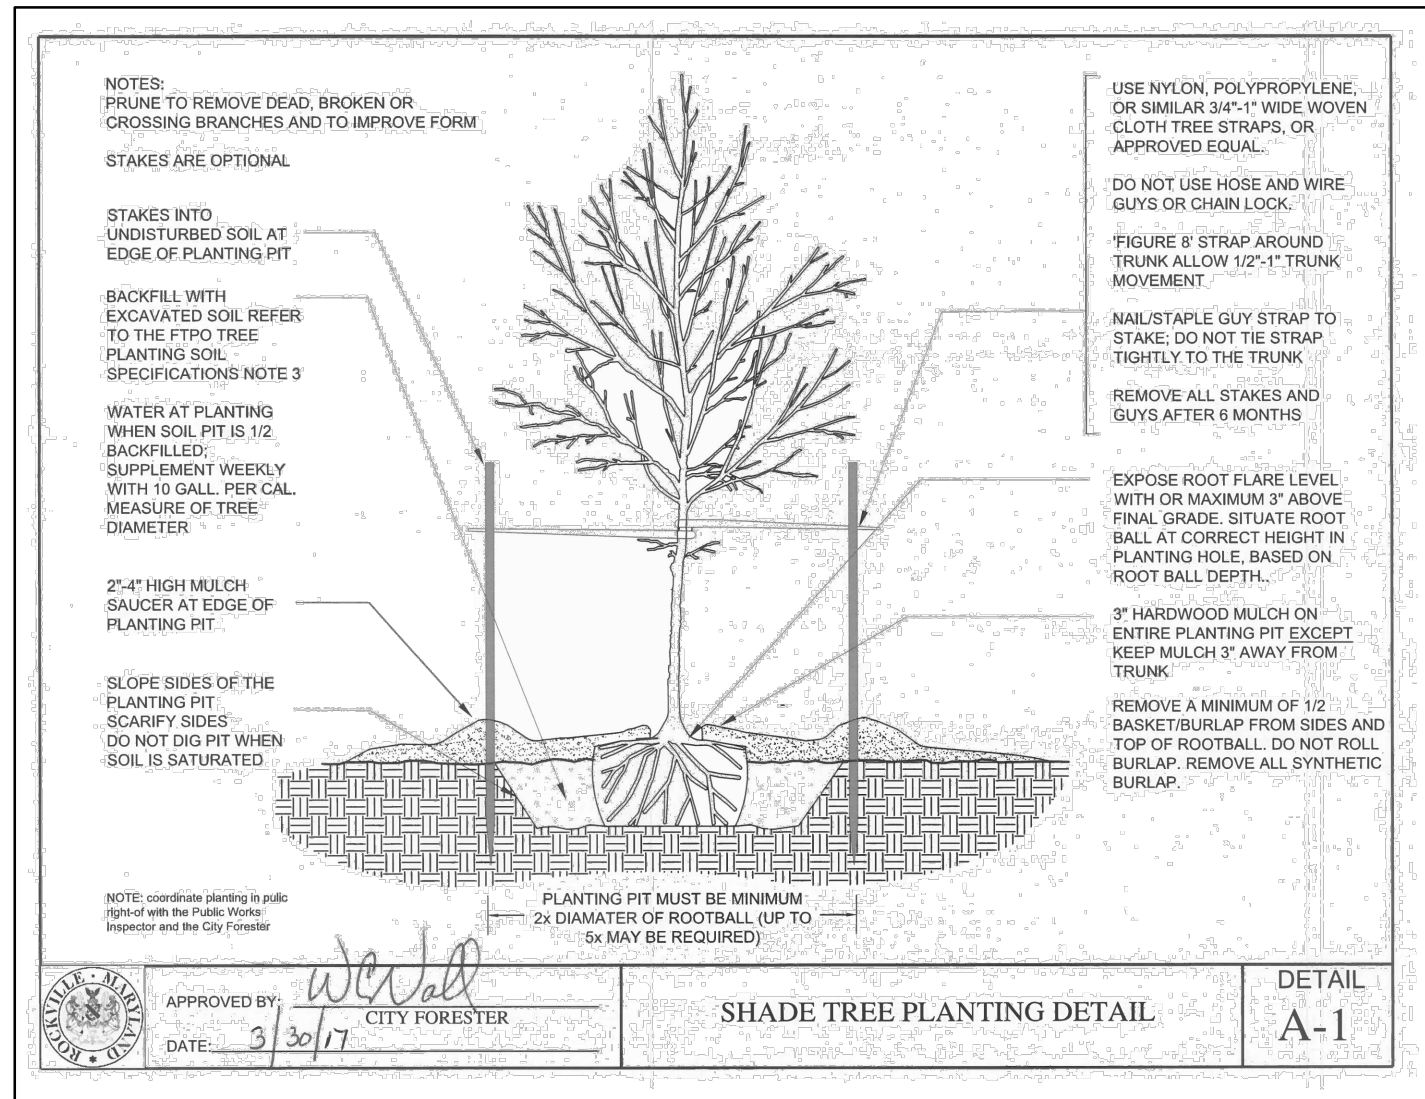 NOTES:
PRUNE TO REMOVE DEAD, BROKEN OR
CROSSING BRANCHES AND TO IMPROVE FORM
STAKES ARE OPTIONAL
STAKES INTO
UNDISTURBED SOIL AT
EDGE OF PLANTING PIT
BACKFILL WITH
EXCAVATED SOIL REFER
TO THE FTPO TREE
PLANTING SOIL
SPECIFICATIONS NOTE 3
WATER AT PLANTING
WHEN SOIL PIT IS 1/2
BACKFILLED;
SUPPLEMENT WEEKLY
WITH 10 GALL. PER CAL.
MEASURE OF TREE
DIAMETER
2"-4" HIGH MULCH
SAUCER AT EDGE OF
PLANTING PIT
SLOPE SIDES OF THE
PLANTING PIT
SCARIFY SIDES
DO NOT DIG PIT WHEN
SOIL IS SATURATED
USE NYLON, POLYPROPYLENE,
OR SIMILAR 3/4"-1" WIDE WOVEN
CLOTH TREE STRAPS, OR
APPROVED EQUAL.
DO NOT USE HOSE AND WIRE
GUYS OR CHAIN LOCK.
'FIGURE 8' STRAP AROUND
TRUNK ALLOW 1/2"-1" TRUNK
MOVEMENT
NAIL/STAPLE GUY STRAP TO
STAKE; DO NOT TIE STRAP
TIGHTLY TO THE TRUNK
REMOVE ALL STAKES AND
GUYS AFTER 6 MONTHS
EXPOSE ROOT FLARE LEVEL
WITH OR MAXIMUM 3" ABOVE
FINAL GRADE. SITUATE ROOT
BALL AT CORRECT HEIGHT IN
PLANTING HOLE, BASED ON
ROOT BALL DEPTH..
3" HARDWOOD MULCH ON
ENTIRE PLANTING PIT EXCEPT
KEEP MULCH 3" AWAY FROM
TRUNK
REMOVE A MINIMUM OF 1/2
BASKET/BURLAP FROM SIDES AND
TOP OF ROOTBALL. DO NOT ROLL
BURLAP. REMOVE ALL SYNTHETIC
BURLAP.
NOTE: coordinate planting in pulic
right-of with the Public Works
Inspector and the City Forester
PLANTING PIT MUST BE MINIMUM
2x DIAMATER OF ROOTBALL (UP TO
5x MAY BE REQUIRED)
ROCKVILLE MARYLAND
APPROVED BY: WCWall
CITY FORESTER
DATE: 3/30/17
SHADE TREE PLANTING DETAIL
DETAIL
A-1